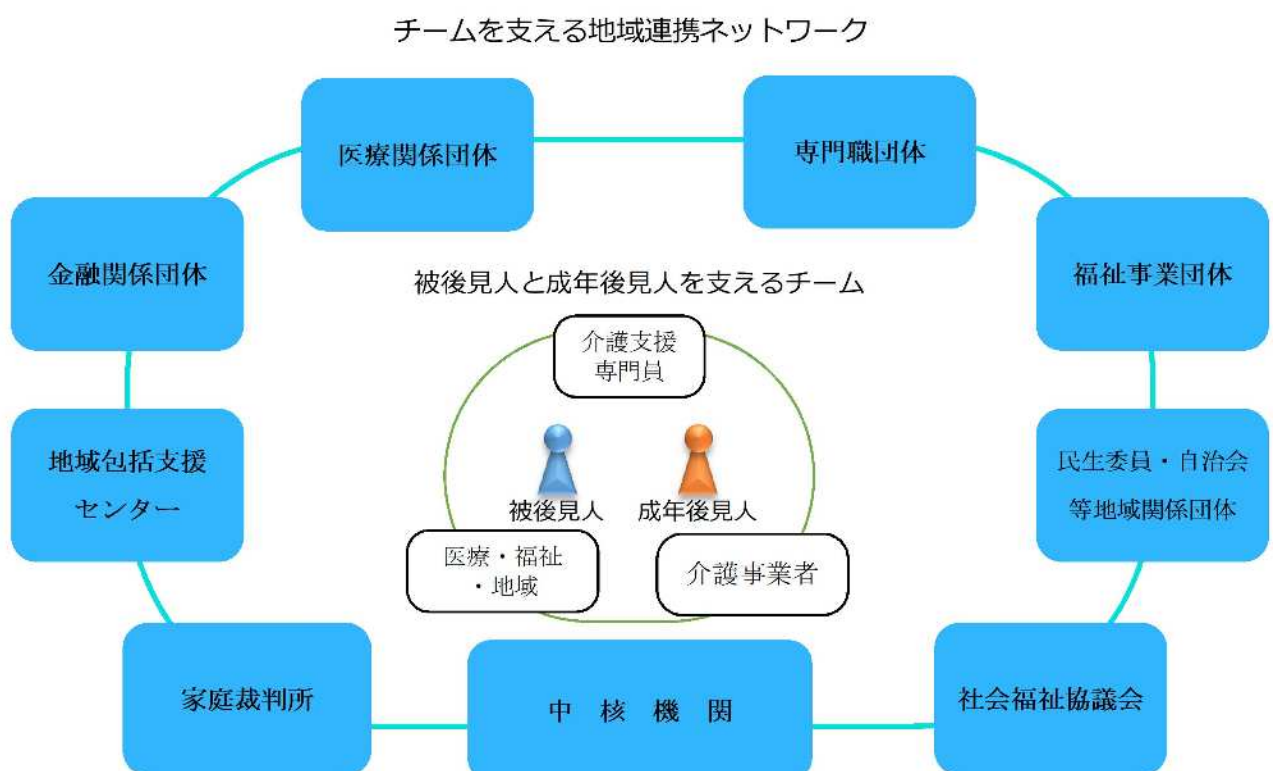 チームを支える地域連携ネットワーク
医療関係団体
専門職団体
金融関係団体
福祉事業団体
被後見人と成年後見人を支えるチーム
介護支援
専門員
地域包括支援
センター
民生委員・自治会
等地域関係団体
被後見人
成年後見人
医療・福祉
・地域
介護事業者
家庭裁判所
中核機関
社会福祉協議会